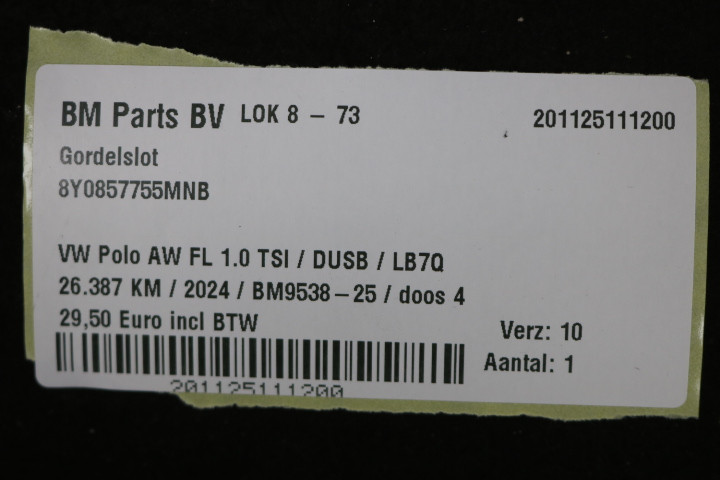 BM Parts BV LOK 8 – 73 201125111200
Gordelslot
8Y0857755MNB
VW Polo AW FL 1.0 TSI / DUSB / LB7Q
26.387 KM / 2024 / BM9538–25 / doos 4
29,50 Euro incl BTW
Verz: 10
Aantal: 1
201125111200